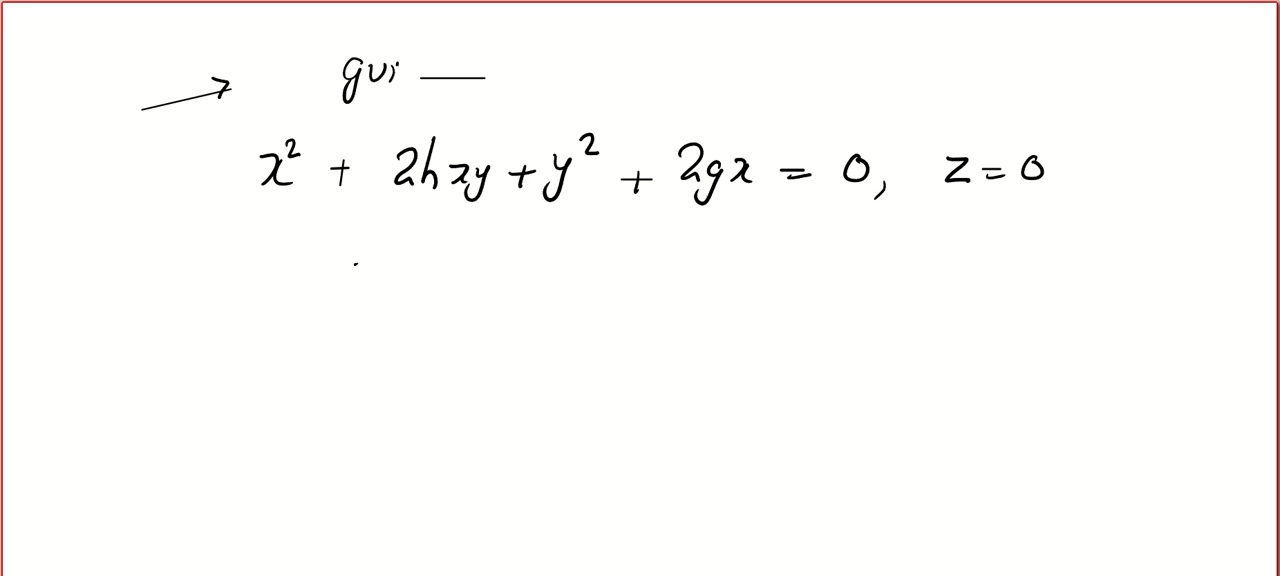 gui —
x² + 2hxy + y² + 2gx = 0, z = 0